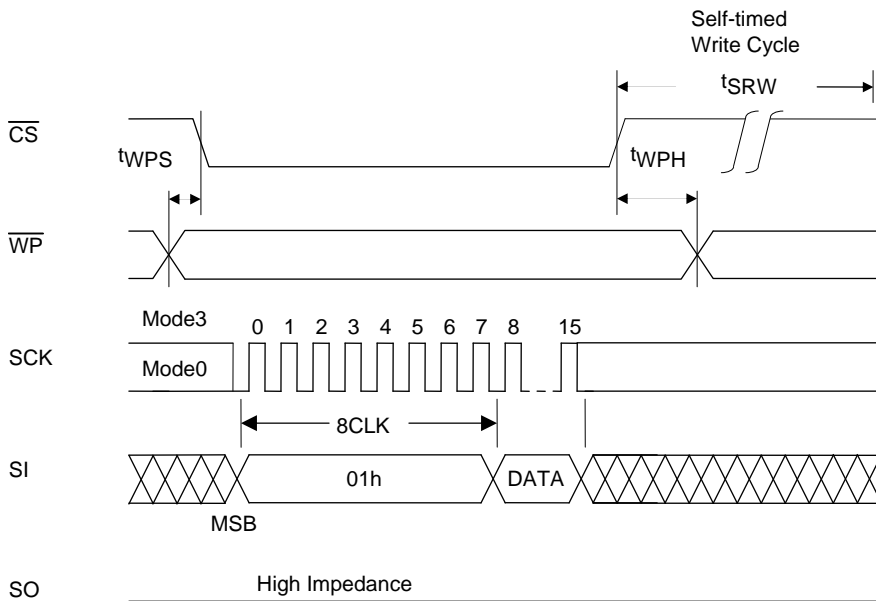 Self-timed
Write Cycle
tSRW
CS
tWPS
tWPH
WP
Mode3
0 1 2 3 4 5 6 7 8 15
SCK
Mode0
8CLK
SI
01h
DATA
MSB
SO
High Impedance